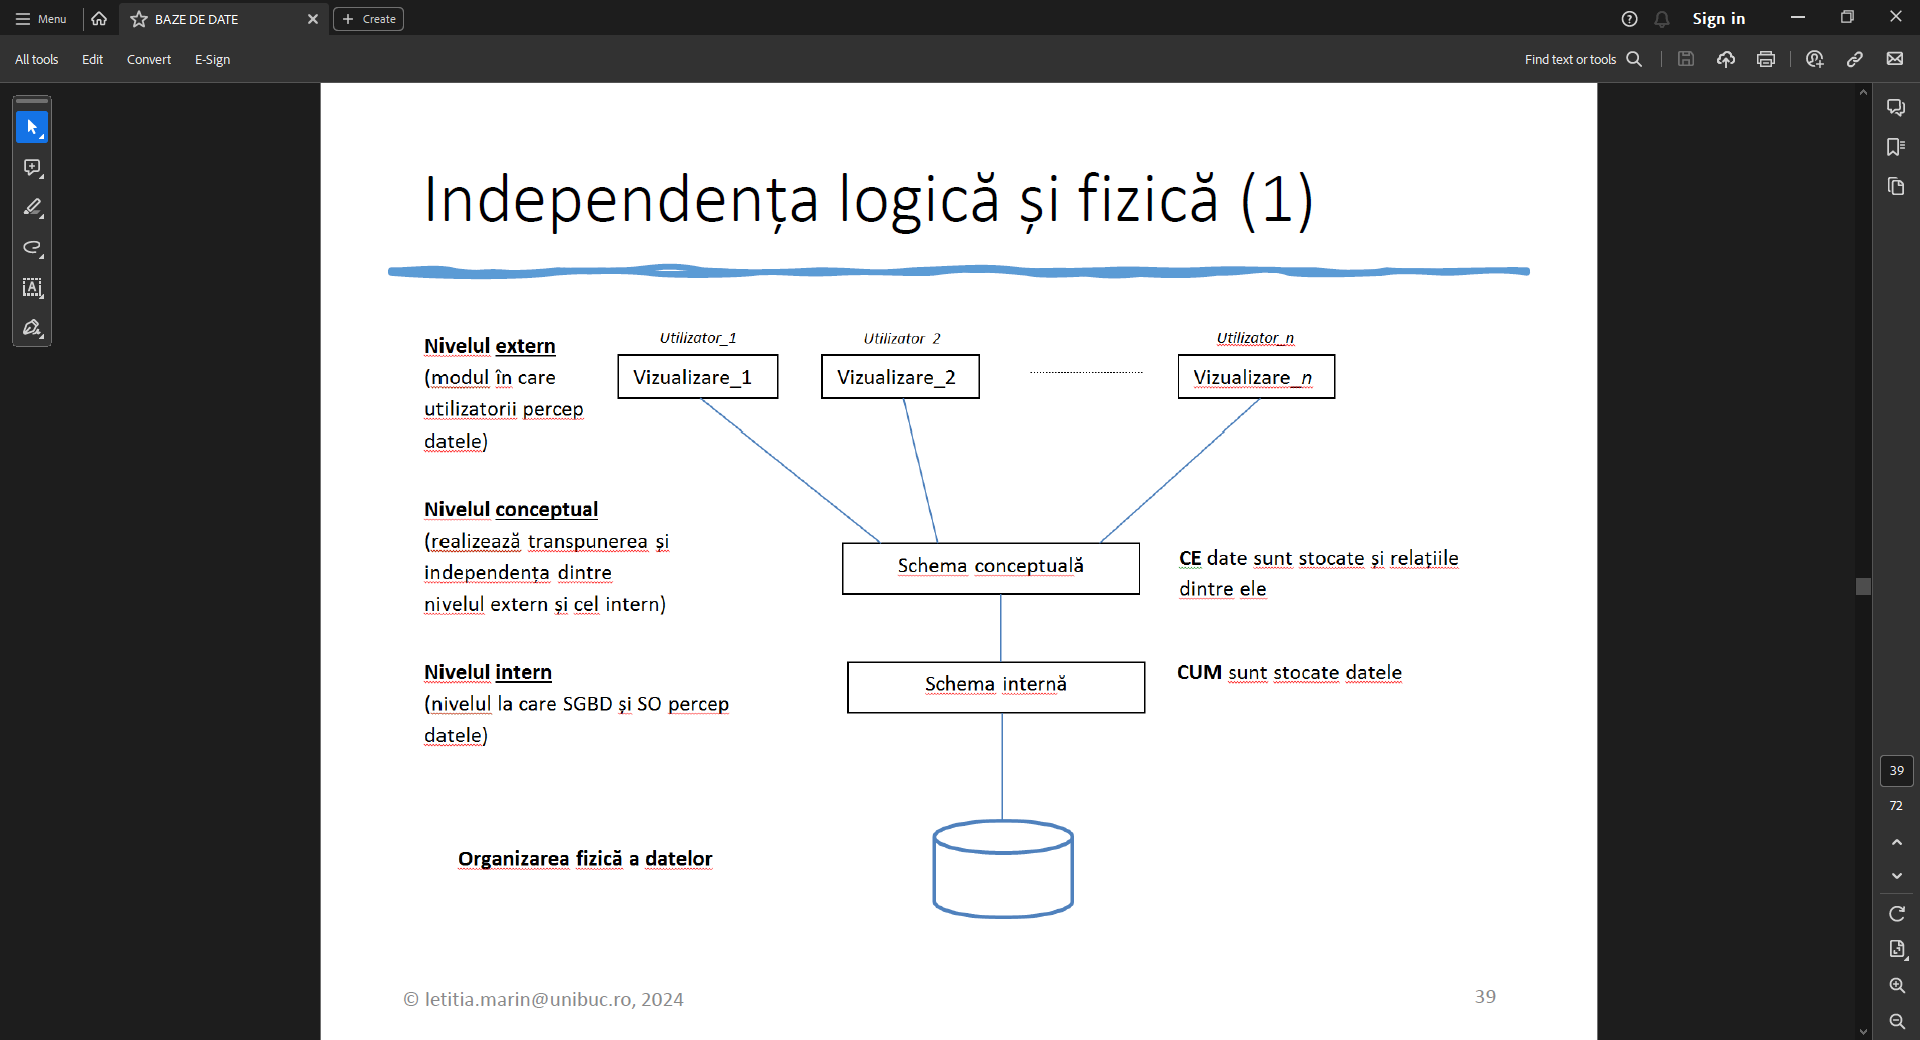 Menu
BAZE DE DATE
Create
Sign in
All tools
Edit
Convert
E-Sign
Find text or tools
Independența logică și fizică (1)
Utilizator_1
Utilizator 2
Utilizator_n
Nivelul extern
(modul în care
utilizatorii percep
datele)
Vizualizare_1
Vizualizare_2
Vizualizare_n
Nivelul conceptual
(realizează transpunerea și
independența dintre
nivelul extern și cel intern)
Schema conceptuală
CE date sunt stocate și relațiile
dintre ele
Nivelul intern
(nivelul la care SGBD și SO percep
datele)
Schema internă
CUM sunt stocate datele
Organizarea fizică a datelor
© letitia.marin@unibuc.ro, 2024
39
39
72